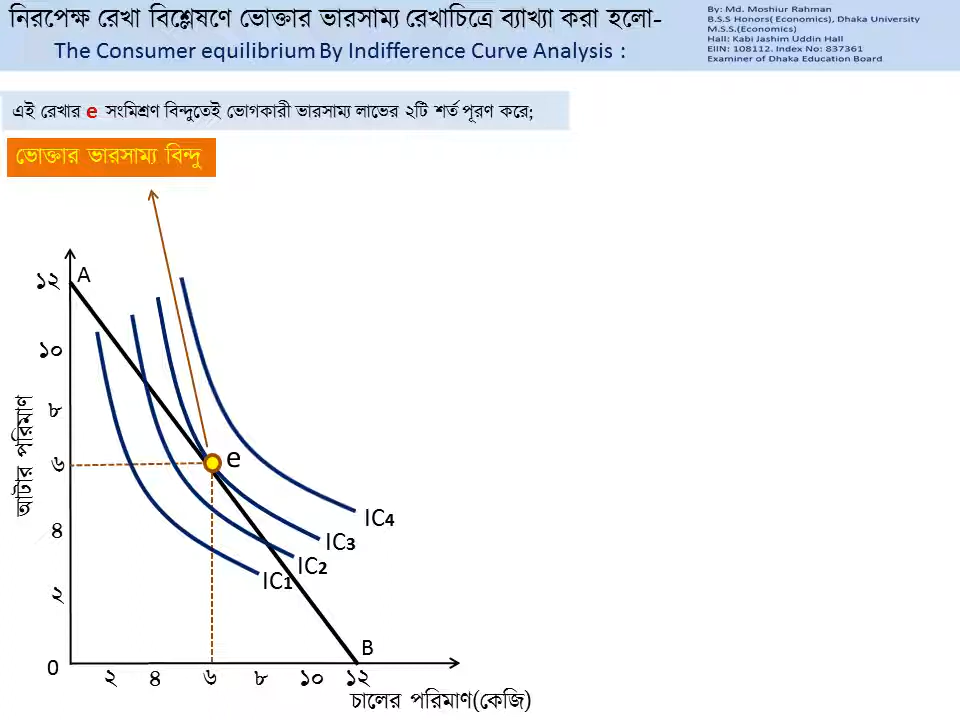 নিরপেক্ষ রেখা বিশ্লেষণে ভোক্তার ভারসাম্য রেখাচিত্রে ব্যাখ্যা করা হলো-
The Consumer equilibrium By Indifference Curve Analysis :
By: Md. Moshiur Rahman
B.S.S Honors( Economics), Dhaka University
M.S.S.(Economics)
Hall: Kabi Jashim Uddin Hall
EIIN: 108112. Index No: 837361
Examiner of Dhaka Education Board
এই রেখার e সংমিশ্রণ বিন্দুতেই ভোগকারী ভারসাম্য লাভের ২টি শর্ত পূরণ করে;
ভোক্তার ভারসাম্য বিন্দু
১২
A
১০
৮
৬
e
৪
২
আটার পরিমাণ
IC4
IC3
IC2
IC1
B
0
২ ৪ ৬ ৮ ১০ ১২
চালের পরিমাণ(কেজি)